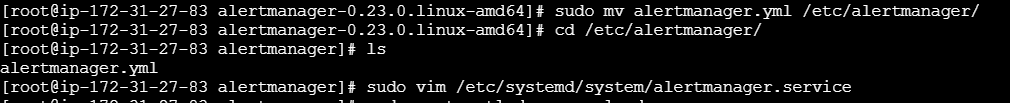 [root@ip-172-31-27-83 alertmanager-0.23.0.linux-amd64]# sudo mv alertmanager.yml /etc/alertmanager/
[root@ip-172-31-27-83 alertmanager-0.23.0.linux-amd64]# cd /etc/alertmanager/
[root@ip-172-31-27-83 alertmanager]# ls
alertmanager.yml
[root@ip-172-31-27-83 alertmanager]# sudo vim /etc/systemd/system/alertmanager.service